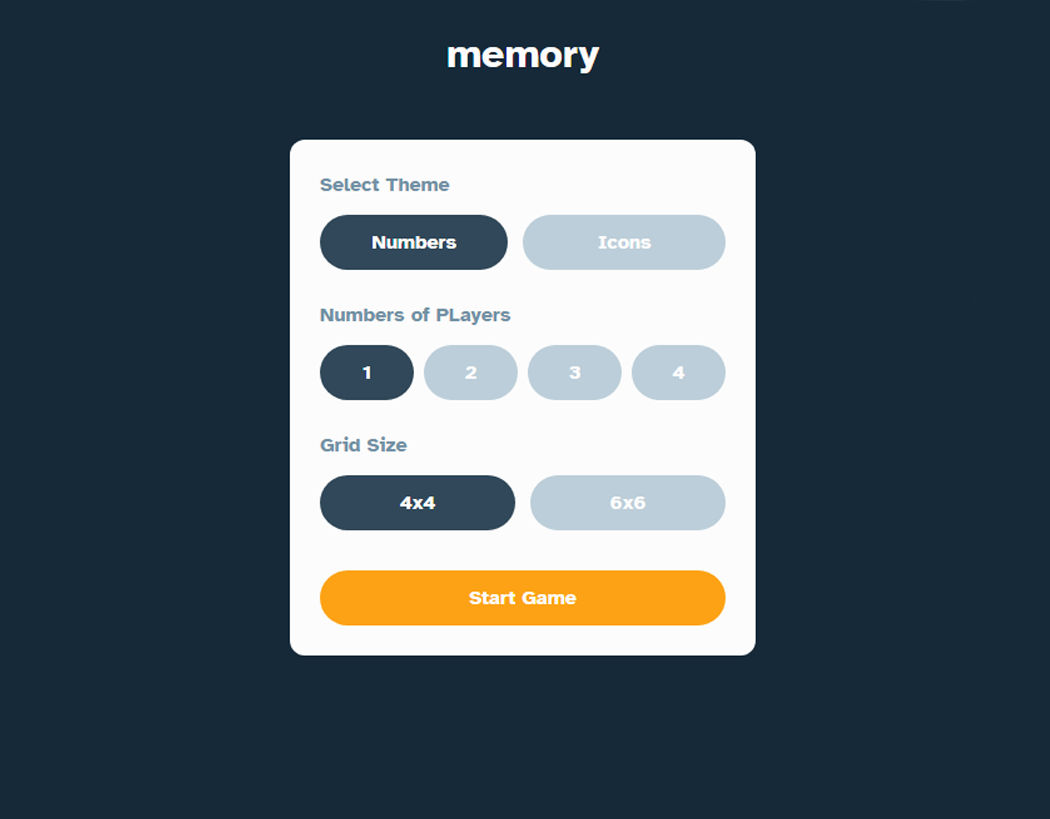 memory
Select Theme
Numbers Icons
Numbers of PLayers
1 2 3 4
Grid Size
4x4 6x6
Start Game